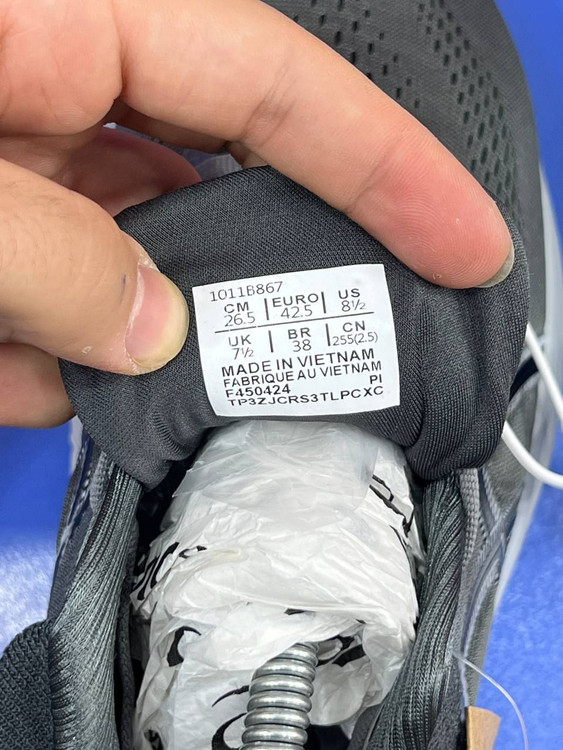 1011B867
CM | EURO | US
26.5 | 42.5 | 8½
UK | BR | CN
7½ | 38 | 255(2.5)
MADE IN VIETNAM
FABRIQUE AU VIETNAM
F450424 PI
TP3ZJCRS3TLPCXC